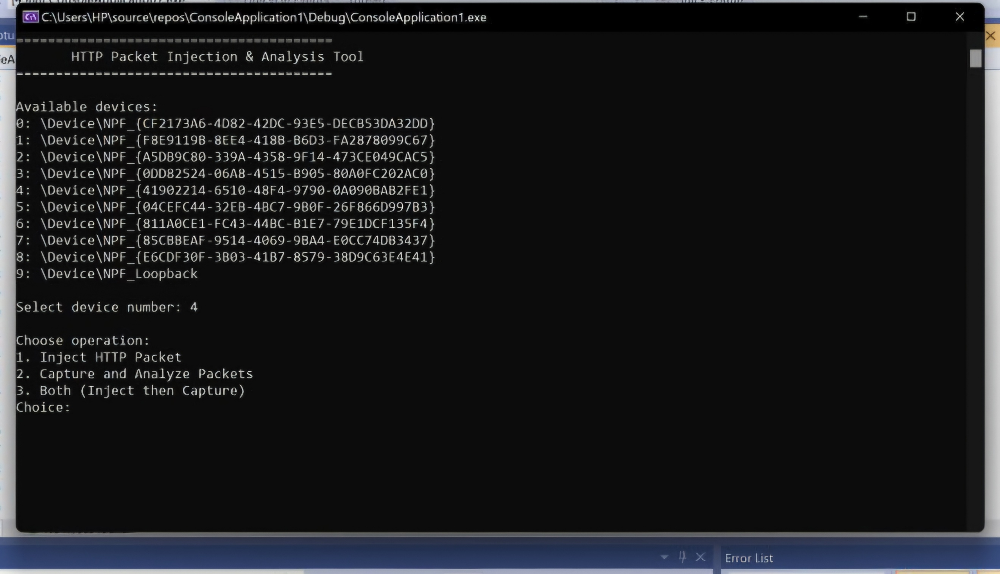 C:\Users\HP\source\repos\ConsoleApplication1\Debug\ConsoleApplication1.exe
========================================
HTTP Packet Injection & Analysis Tool
========================================
Available devices:
0: \Device\NPF_{CF2173A6-4D82-42DC-93E5-DECB53DA32DD}
1: \Device\NPF_{F8E9119B-8EE4-418B-B6D3-FA2878099C67}
2: \Device\NPF_{A5DB9C80-339A-4358-9F14-473CE049CAC5}
3: \Device\NPF_{0DD82524-06A8-4515-B905-80A0FC202AC0}
4: \Device\NPF_{41902214-6510-48F4-9790-0A090BAB2FE1}
5: \Device\NPF_{04CEFC44-32EB-4BC7-9B0F-26F866D997B3}
6: \Device\NPF_{811A0CE1-FC43-44BC-B1E7-79E1DCF135F4}
7: \Device\NPF_{85CBBEAF-9514-4069-9BA4-E0CC74DB3437}
8: \Device\NPF_{E6CDF30F-3B03-41B7-8579-38D9C63E4E41}
9: \Device\NPF_Loopback
Select device number: 4
Choose operation:
1. Inject HTTP Packet
2. Capture and Analyze Packets
3. Both (Inject then Capture)
Choice:
Error List